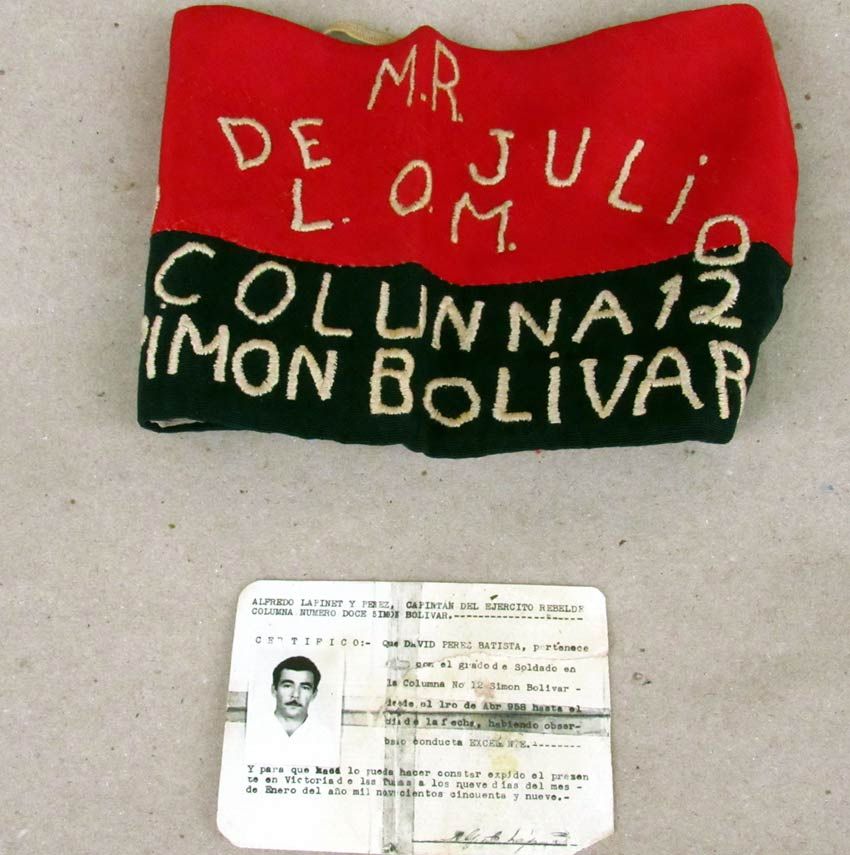 M.R.
DE JULIO
L. O. M.
COLUNNA 12
SIMON BOLIVAR
ALFREDO LAPINET Y PEREZ, CAPINTAN DEL EJERCITO REBELDE
COLUMNA NUMERO DOCE SIMON BOLIVAR.
C E R T I F I C O:- Que DAVID PEREZ BATISTA, pertenece
con el grado de Soldado en
la Columna No 12 Simon Bolivar -
desde el 1ro de Abr 958 hasta el
dia de la fecha, habiendo obser-
bado conducta EXCELENTE.-
Y para que lo pueda hacer constar expido el presen
te en Victoria de las Tunas a los nueve dias del mes -
de Enero del año mil novecientos cincuenta y nueve.-